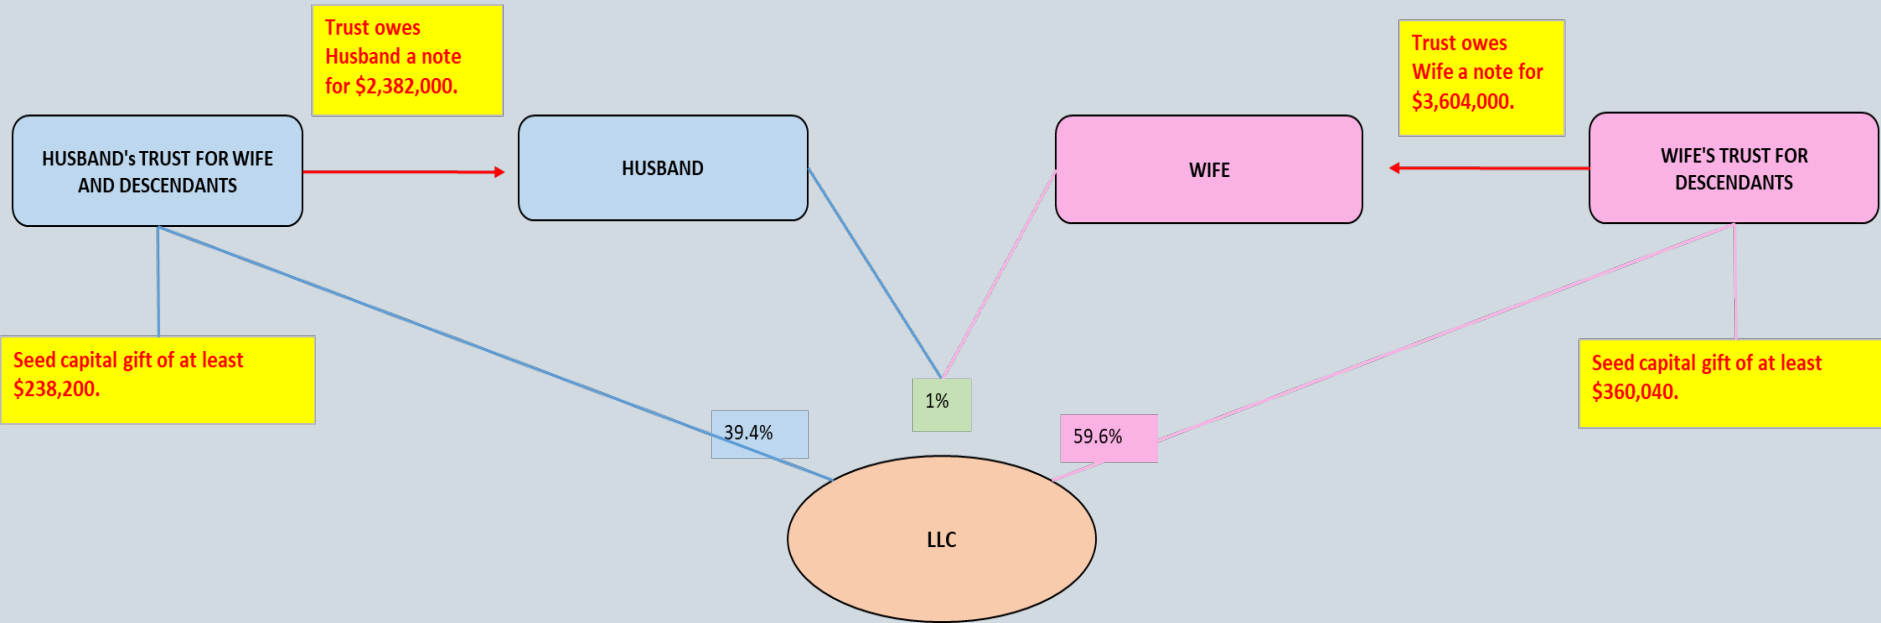 Trust owes
Husband a note
for $2,382,000.
Trust owes
Wife a note for
$3,604,000.
HUSBAND's TRUST FOR WIFE
AND DESCENDANTS
HUSBAND
WIFE
WIFE'S TRUST FOR
DESCENDANTS
Seed capital gift of at least
$238,200.
1%
Seed capital gift of at least
$360,040.
39.4%
59.6%
LLC